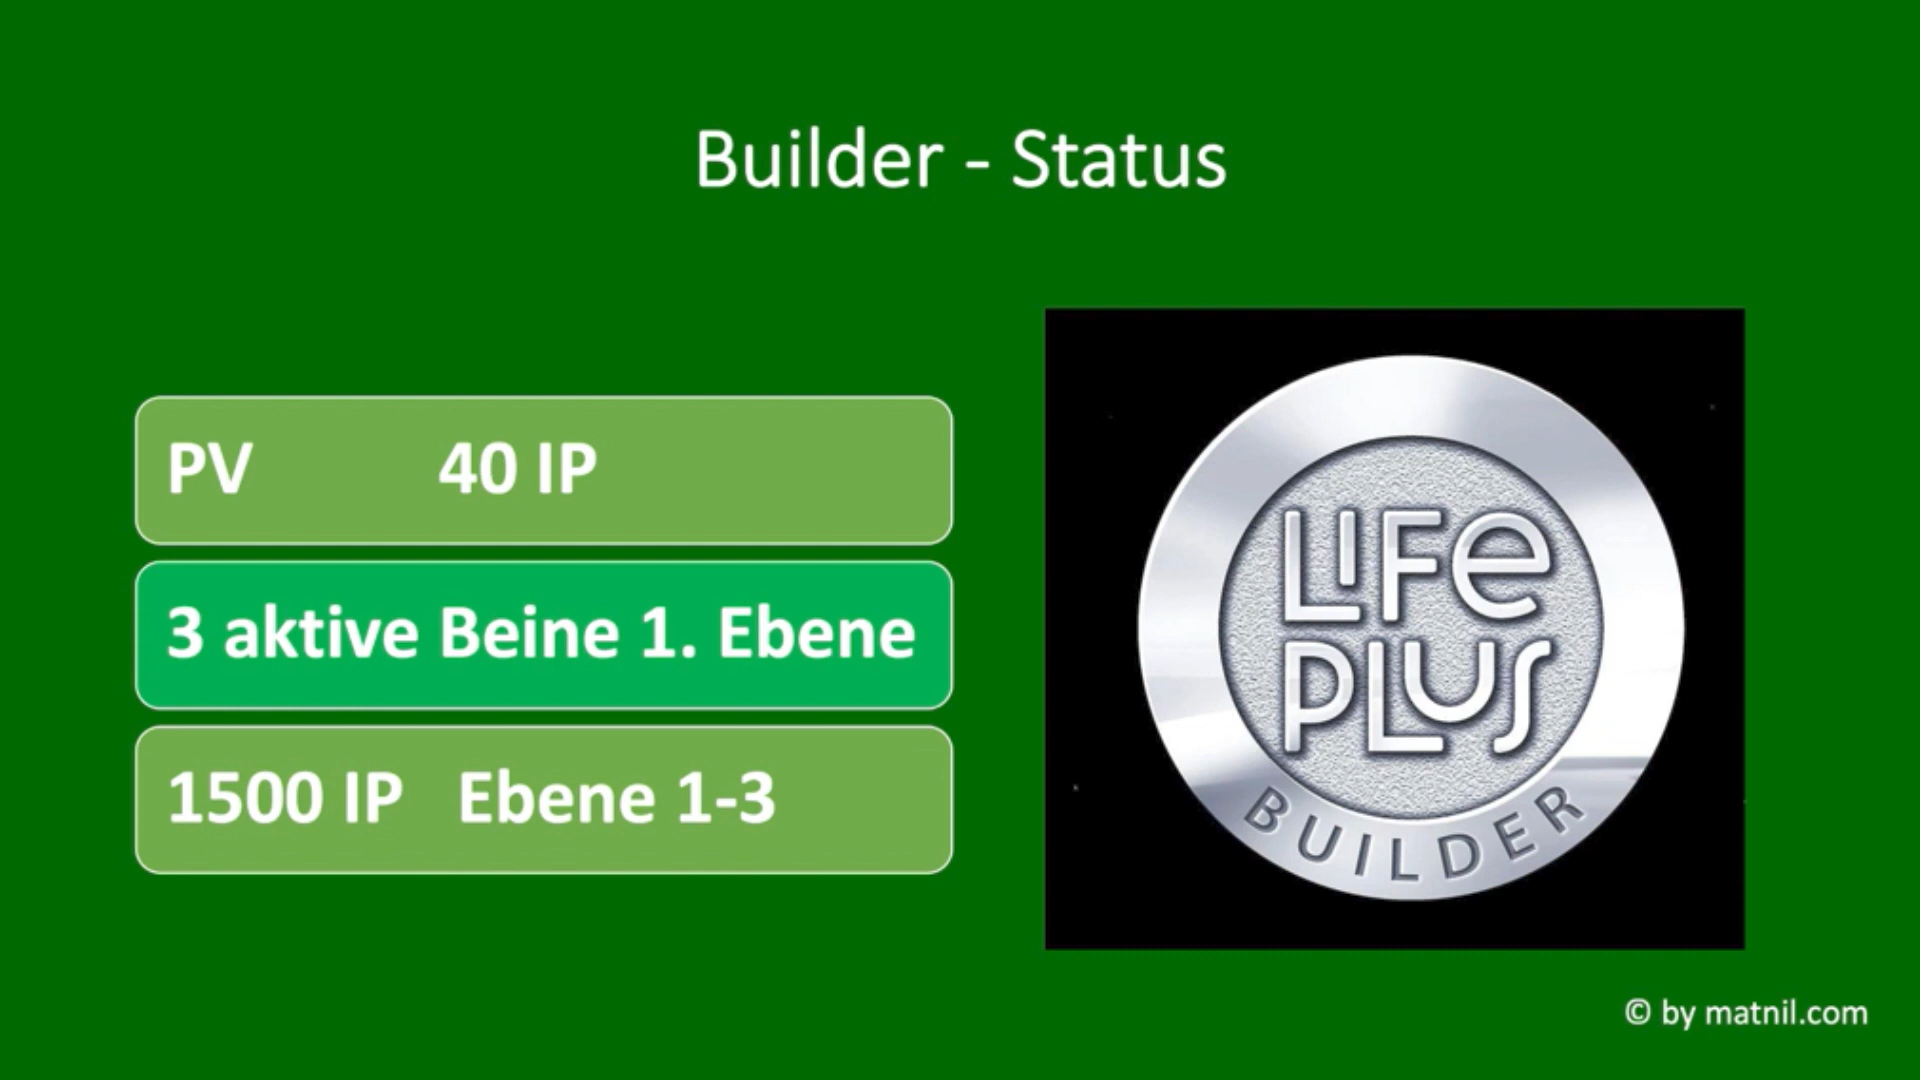 Builder - Status
PV 40 IP
3 aktive Beine 1. Ebene
1500 IP Ebene 1-3
LIFe
PLUS
BUILDER
© by matnil.com